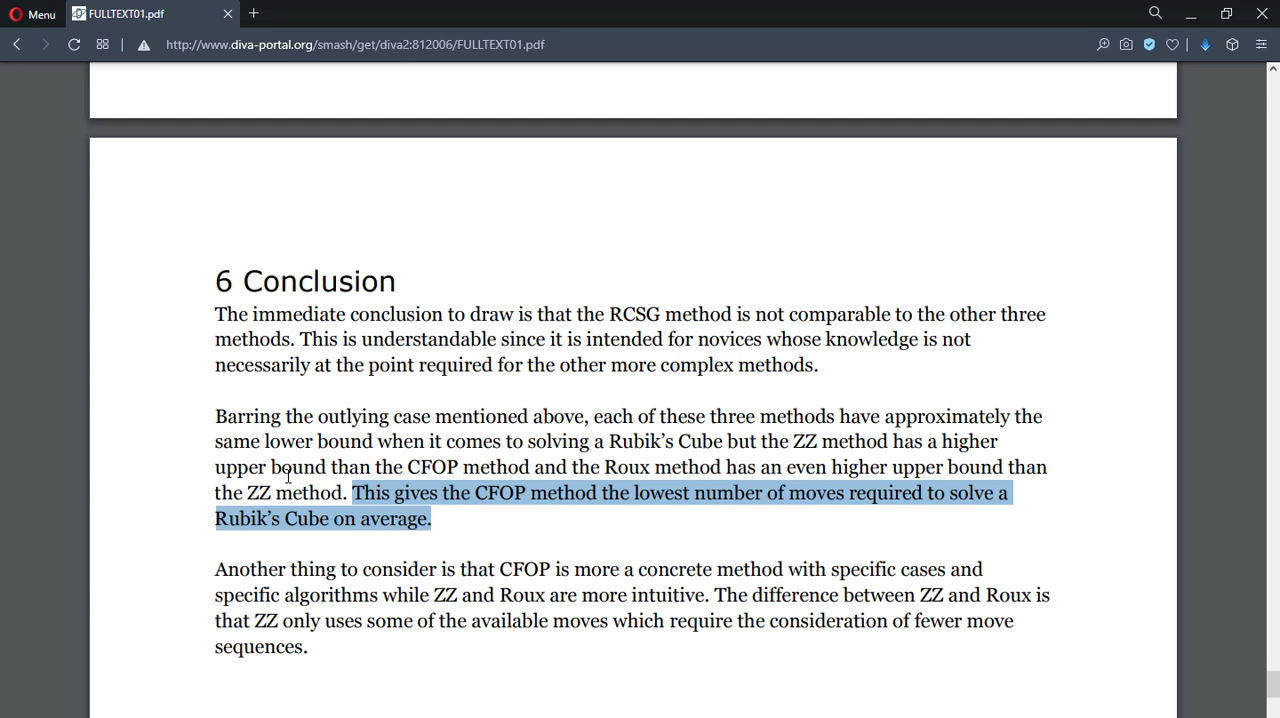 Menu
FULLTEXT01.pdf
http://www.diva-portal.org/smash/get/diva2:812006/FULLTEXT01.pdf
6 Conclusion
The immediate conclusion to draw is that the RCSG method is not comparable to the other three
methods. This is understandable since it is intended for novices whose knowledge is not
necessarily at the point required for the other more complex methods.
Barring the outlying case mentioned above, each of these three methods have approximately the
same lower bound when it comes to solving a Rubik’s Cube but the ZZ method has a higher
upper bound than the CFOP method and the Roux method has an even higher upper bound than
the ZZ method. This gives the CFOP method the lowest number of moves required to solve a
Rubik’s Cube on average.
Another thing to consider is that CFOP is more a concrete method with specific cases and
specific algorithms while ZZ and Roux are more intuitive. The difference between ZZ and Roux is
that ZZ only uses some of the available moves which require the consideration of fewer move
sequences.